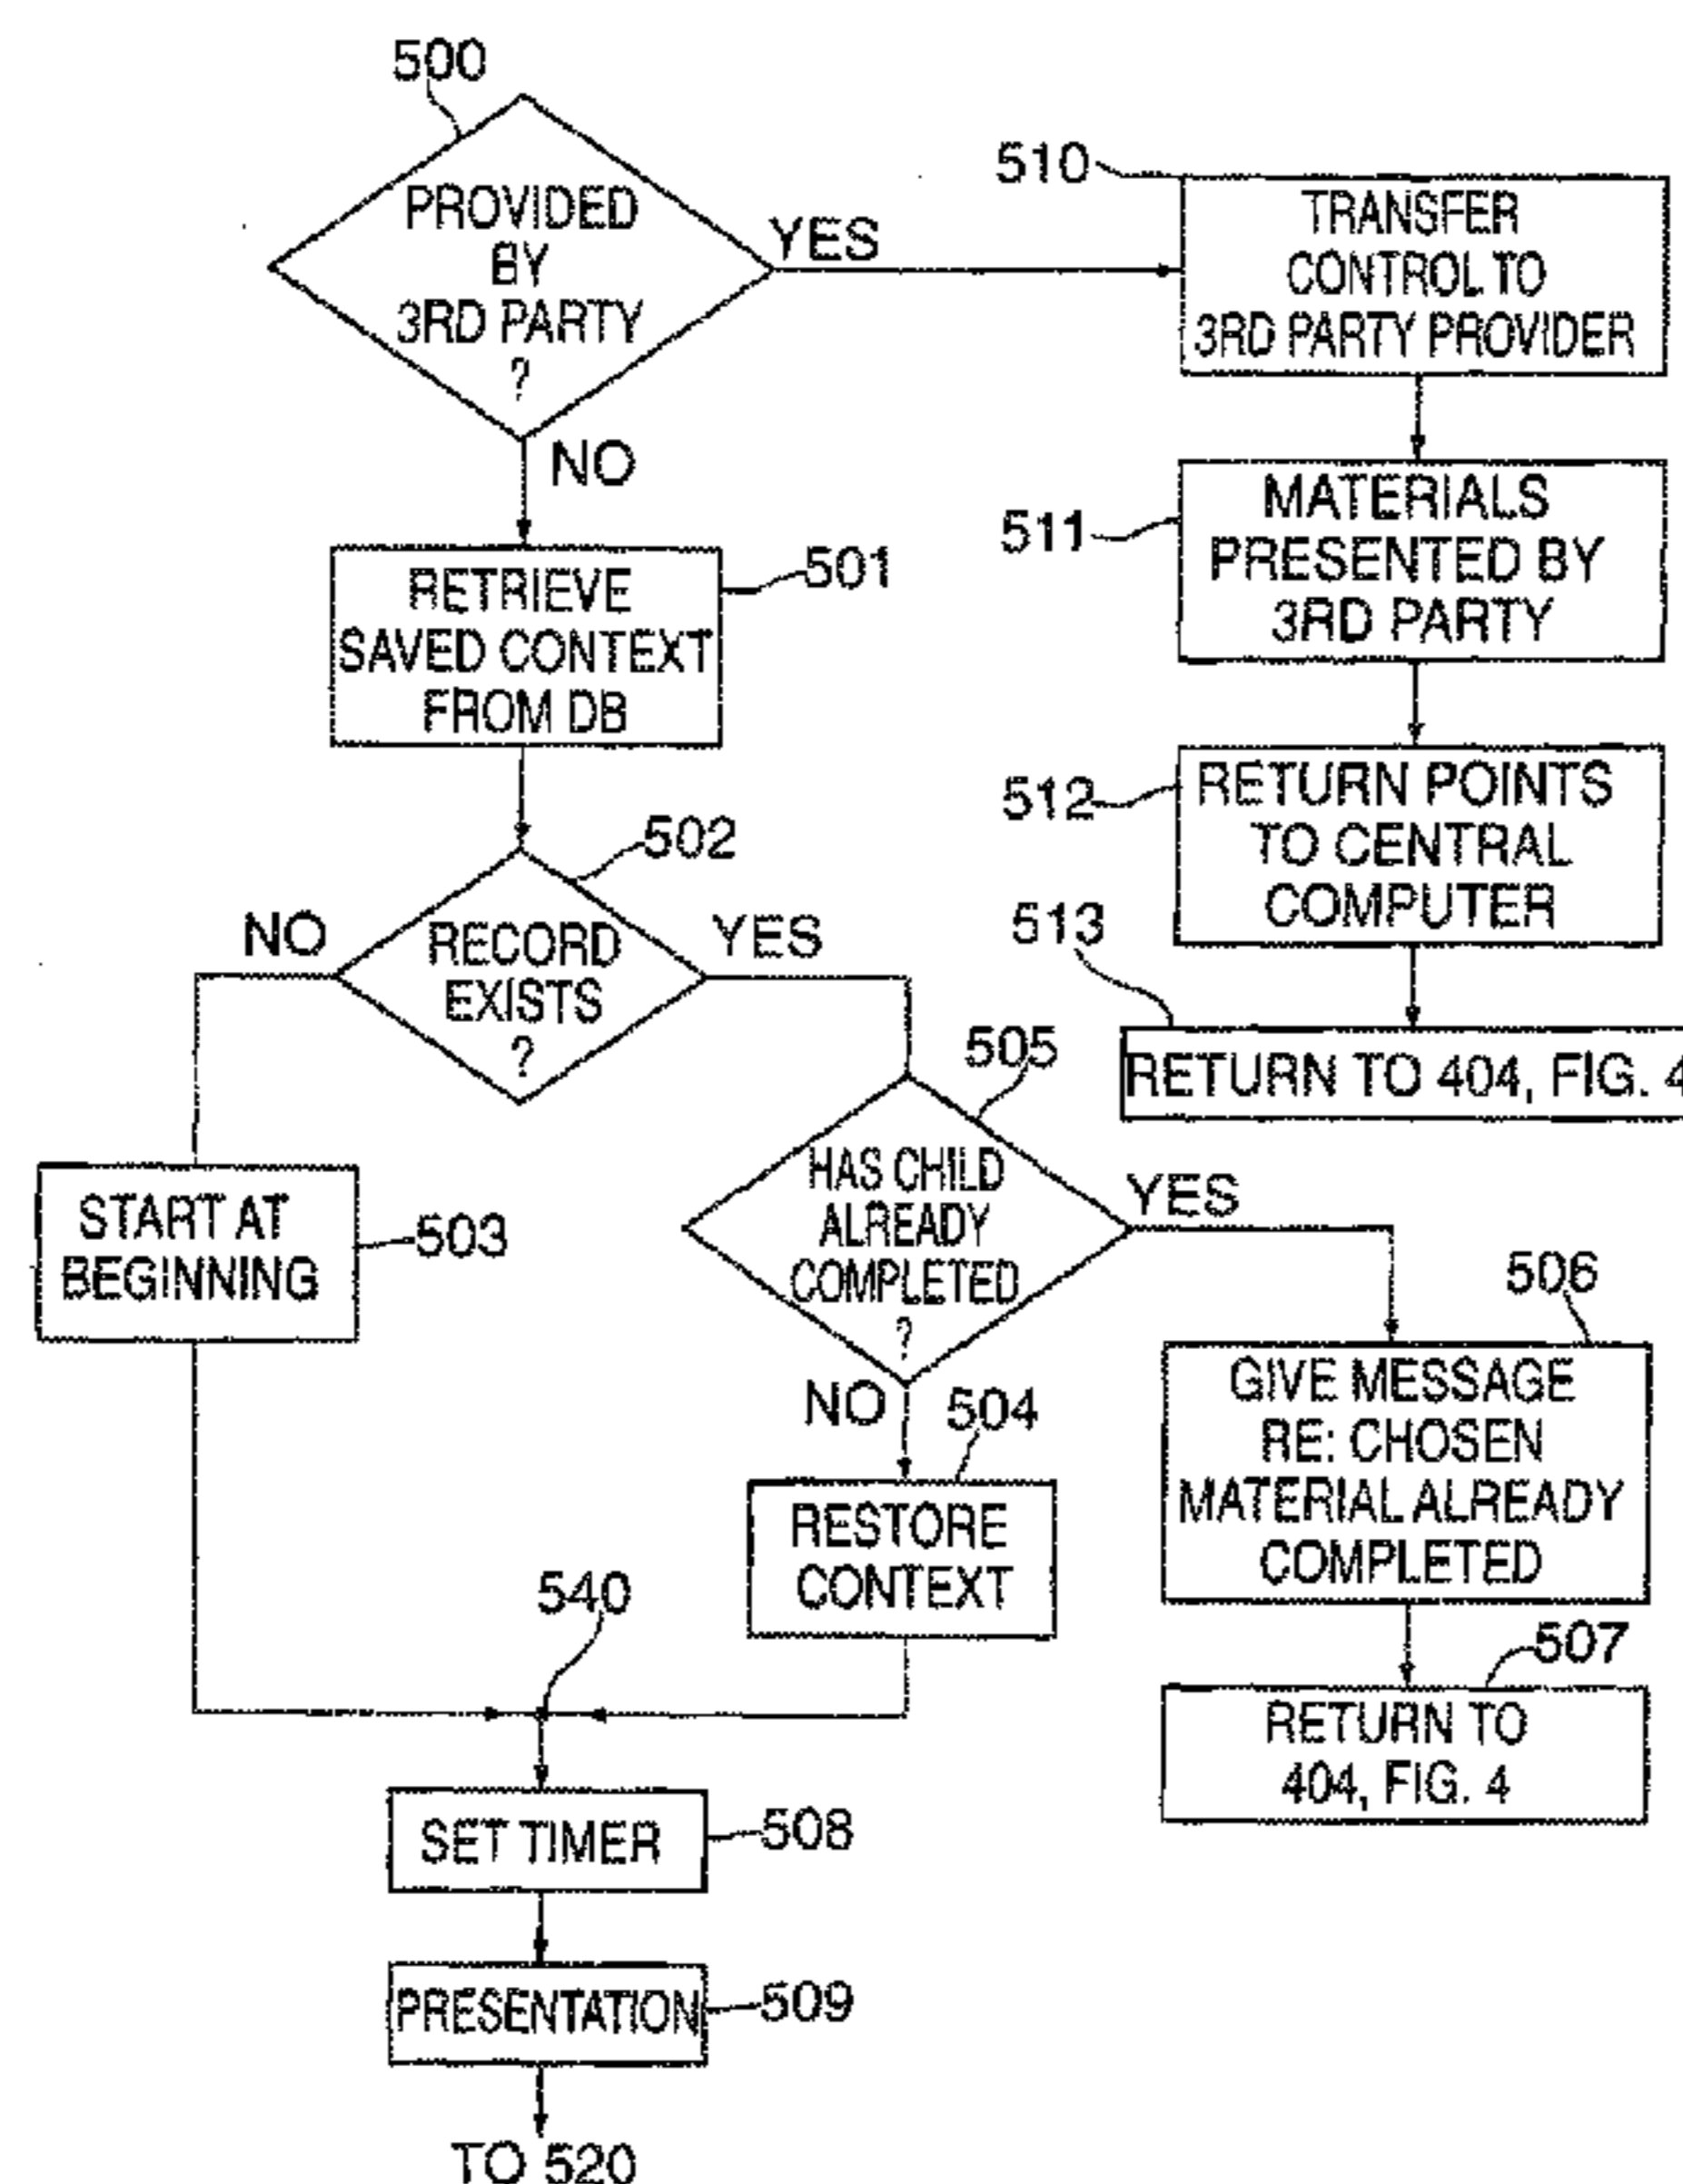 500
PROVIDED
BY
3RD PARTY
?
YES
NO
510
TRANSFER
CONTROL TO
3RD PARTY PROVIDER
511
MATERIALS
PRESENTED BY
3RD PARTY
512
RETURN POINTS
TO CENTRAL
COMPUTER
513
RETURN TO 404, FIG. 4
501
RETRIEVE
SAVED CONTEXT
FROM DB
502
RECORD
EXISTS
?
NO
YES
503
START AT
BEGINNING
505
HAS CHILD
ALREADY
COMPLETED
?
YES
NO
506
GIVE MESSAGE
RE: CHOSEN
MATERIAL ALREADY
COMPLETED
507
RETURN TO
404, FIG. 4
504
RESTORE
CONTEXT
540
SET TIMER
508
PRESENTATION
509
TO 520